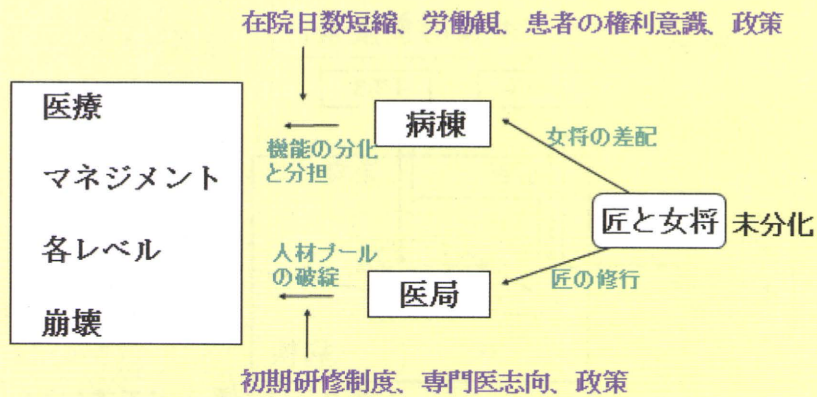 在院日数短縮、労働観、患者の権利意識、政策
医療
マネジメント
各レベル
崩壊
病棟
機能の分化
と分担
女将の差配
匠と女将
未分化
人材プール
の破綻
医局
匠の修行
初期研修制度、専門医志向、政策